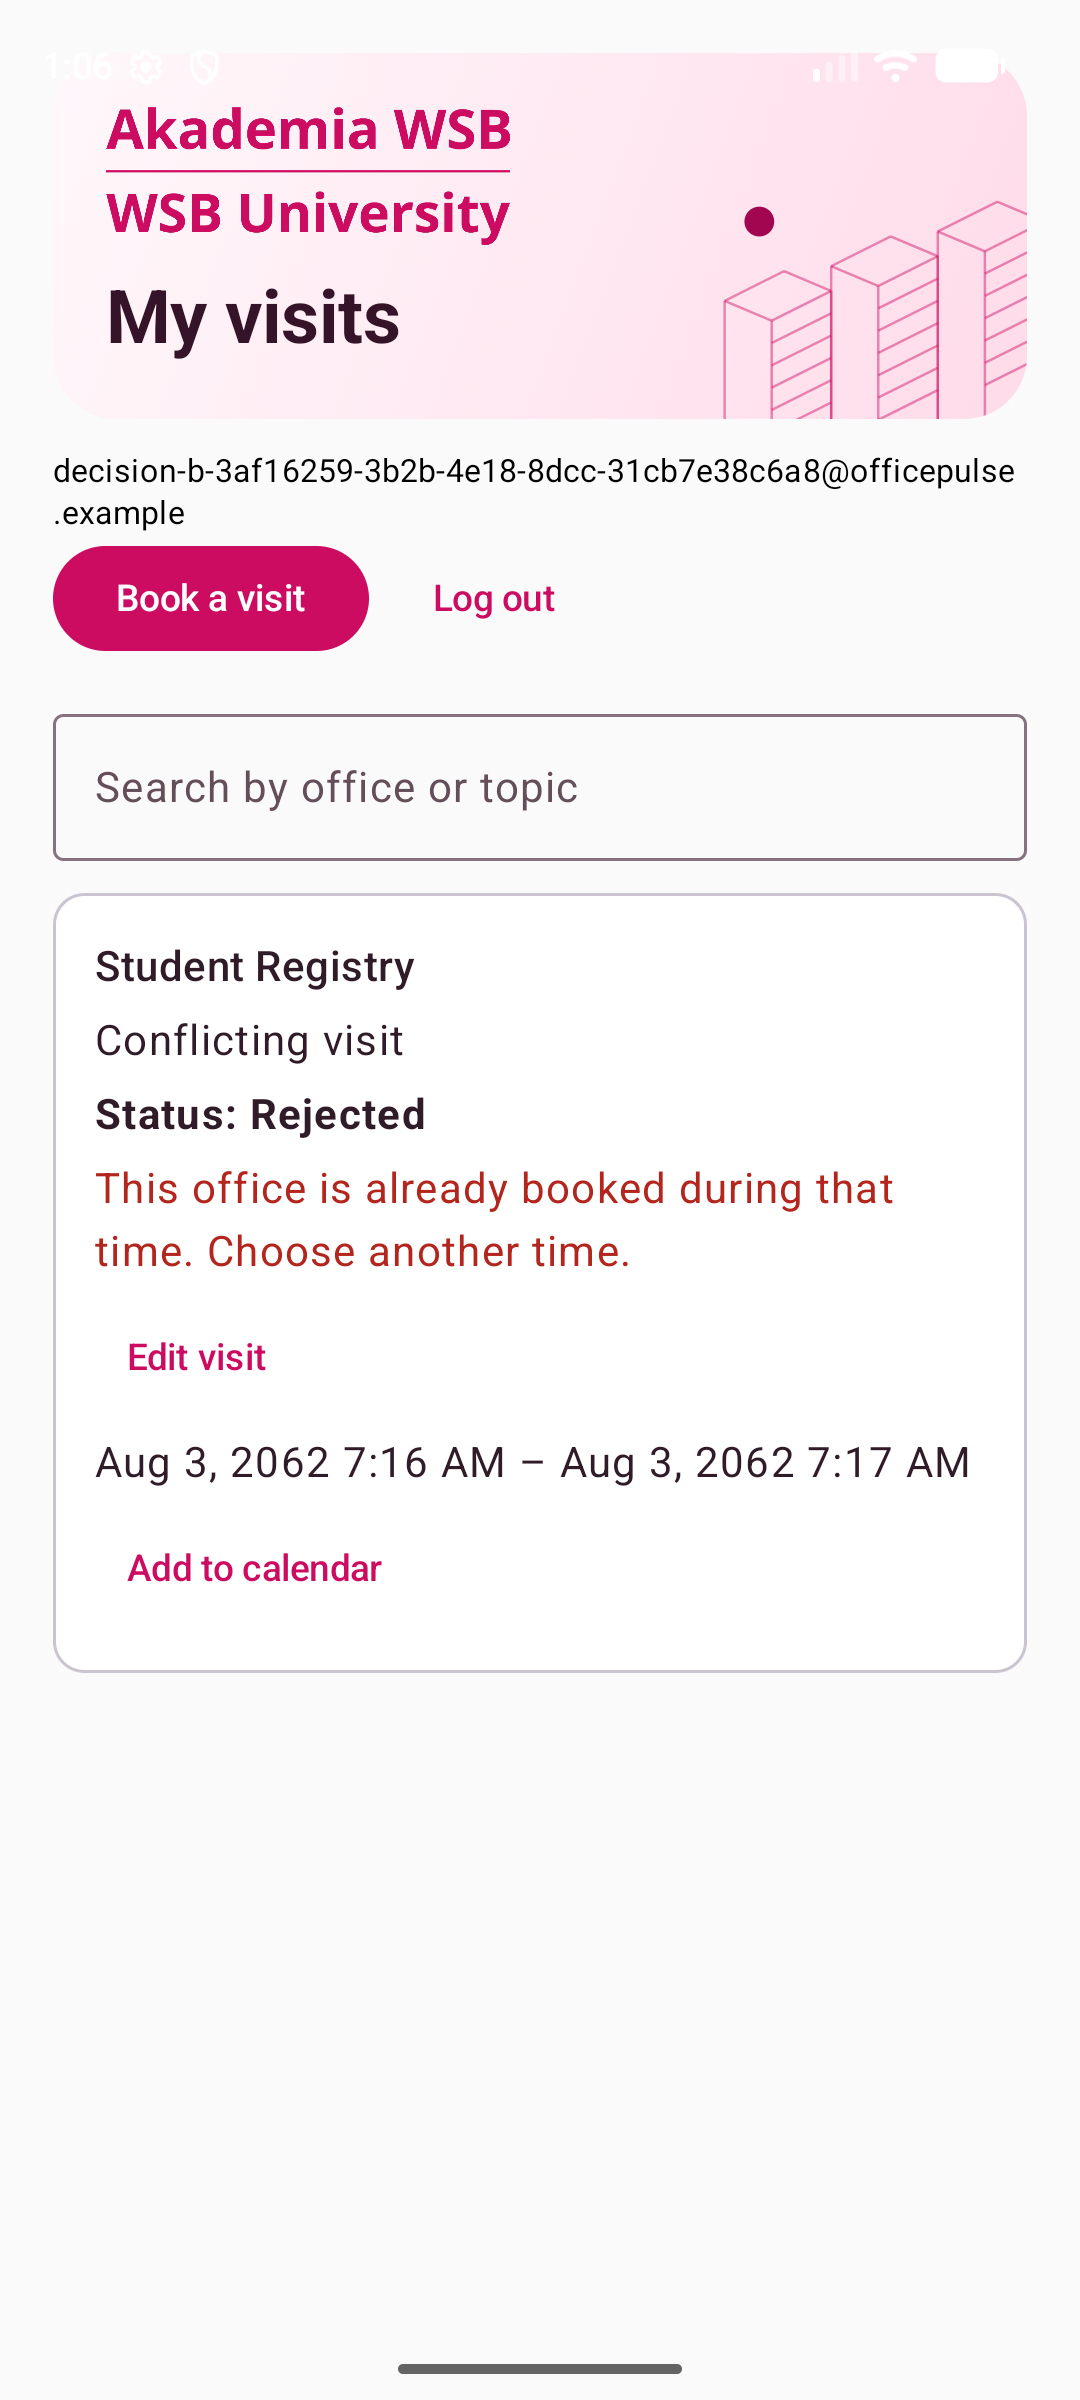 1:06
Akademia WSB
WSB University
My visits
decision-b-3af16259-3b2b-4e18-8dcc-31cb7e38c6a8@officepulse
.example
Book a visit
Log out
Search by office or topic
Student Registry
Conflicting visit
Status: Rejected
This office is already booked during that
time. Choose another time.
Edit visit
Aug 3, 2062 7:16 AM – Aug 3, 2062 7:17 AM
Add to calendar